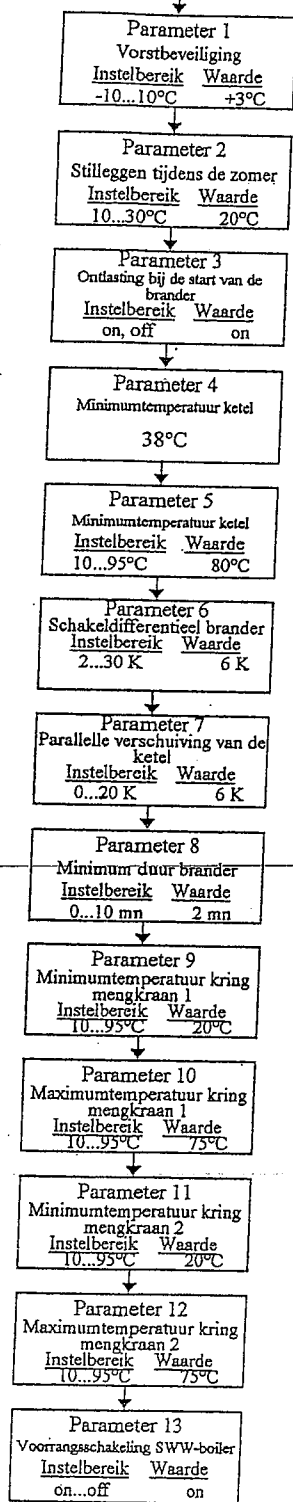 Parameter 1
Vorstbeveiliging
Instelbereik Waarde
-10...10°C +3°C
Parameter 2
Stilleggen tijdens de zomer
Instelbereik Waarde
10...30°C 20°C
Parameter 3
Ontlasting bij de start van de
brander
Instelbereik Waarde
on, off on
Parameter 4
Minimumtemperatuur ketel
38°C
Parameter 5
Minimumtemperatuur ketel
Instelbereik Waarde
10...95°C 80°C
Parameter 6
Schakeldifferentieel brander
Instelbereik Waarde
2...30 K 6 K
Parameter 7
Parallelle verschuiving van de
ketel
Instelbereik Waarde
0...20 K 6 K
Parameter 8
Minimum duur brander
Instelbereik Waarde
0...10 mn 2 mn
Parameter 9
Minimumtemperatuur kring
mengkraan 1
Instelbereik Waarde
10...95°C 20°C
Parameter 10
Maximumtemperatuur kring
mengkraan 1
Instelbereik Waarde
10...95°C 75°C
Parameter 11
Minimumtemperatuur kring
mengkraan 2
Instelbereik Waarde
10...95°C 20°C
Parameter 12
Maximumtemperatuur kring
mengkraan 2
Instelbereik Waarde
10...95°C 75°C
Parameter 13
Voorrangsschakeling SWW-boiler
Instelbereik Waarde
on...off on